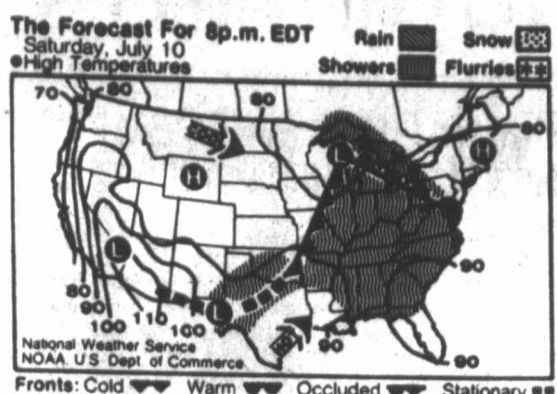 The Forecast For 8 p.m. EDT
Saturday, July 10
●High Temperatures
Rain Snow
Showers Flurries
70 80 80
80
L H
H
L
L
80
90
100
110
100
90
90
90
National Weather Service
NOAA, U.S. Dept. of Commerce
Fronts: Cold Warm Occluded Stationary